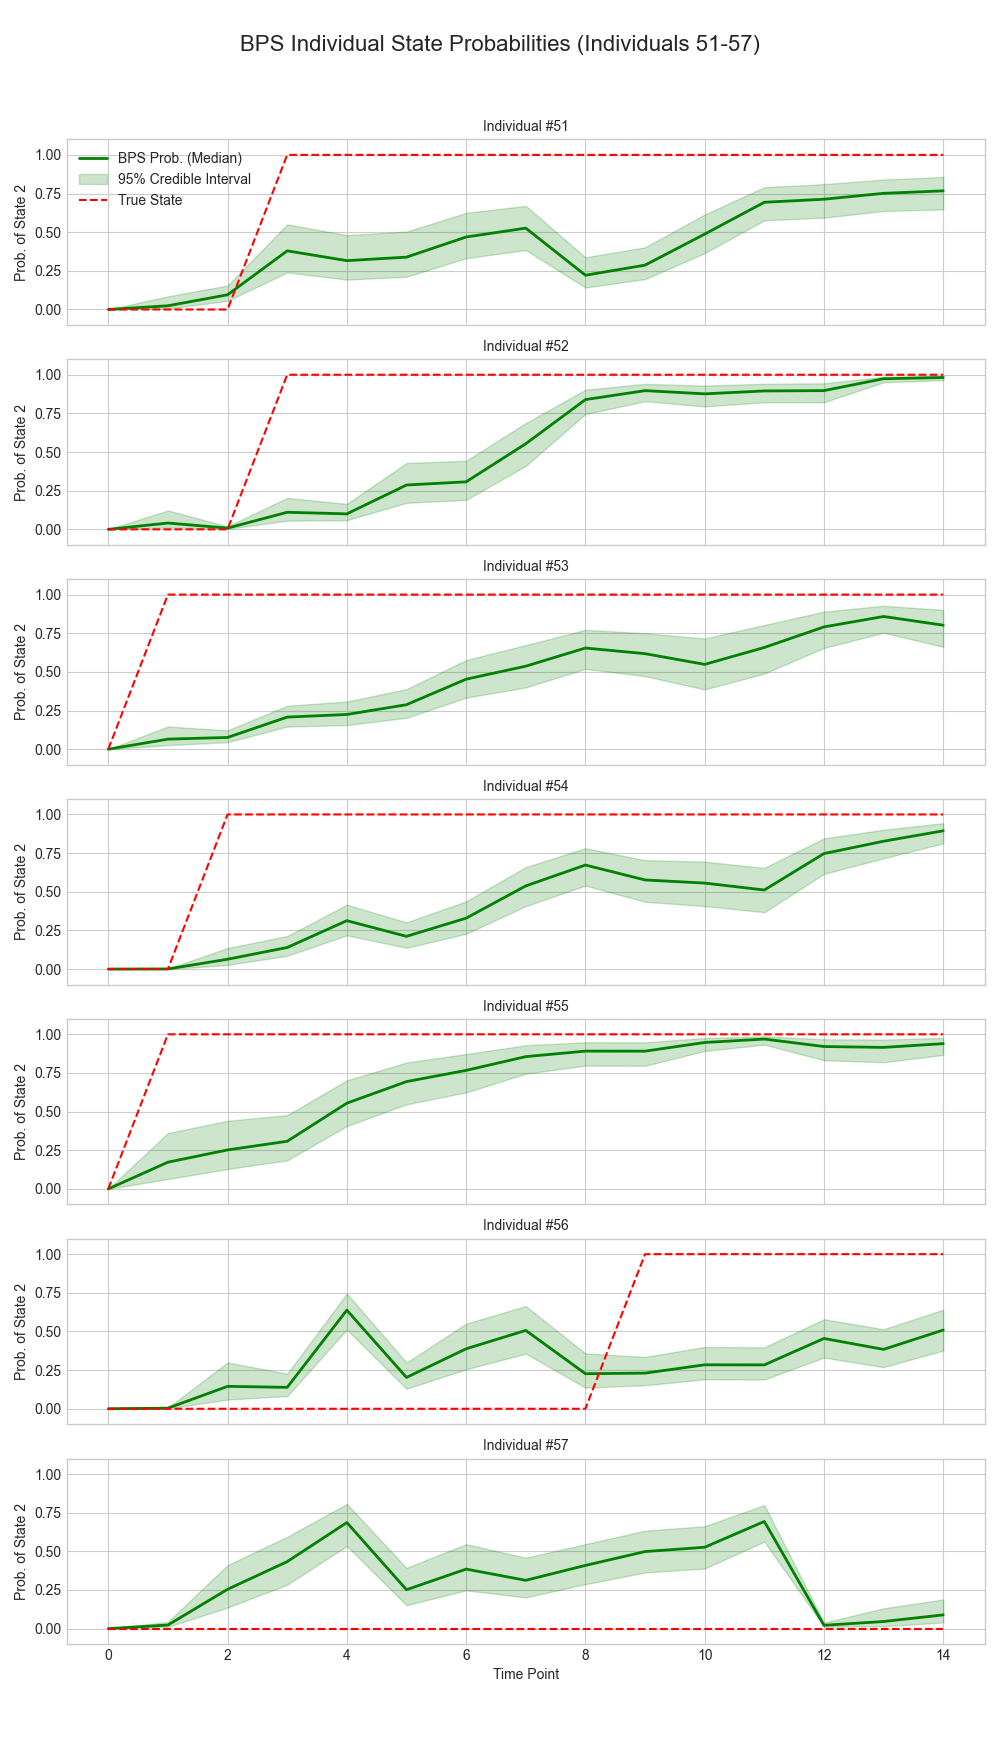 BPS Individual State Probabilities (Individuals 51-57)
Individual #51
1.00
0.75
0.50
0.25
0.00
Prob. of State 2
BPS Prob. (Median)
95% Credible Interval
True State
Individual #52
1.00
0.75
0.50
0.25
0.00
Prob. of State 2
Individual #53
1.00
0.75
0.50
0.25
0.00
Prob. of State 2
Individual #54
1.00
0.75
0.50
0.25
0.00
Prob. of State 2
Individual #55
1.00
0.75
0.50
0.25
0.00
Prob. of State 2
Individual #56
1.00
0.75
0.50
0.25
0.00
Prob. of State 2
Individual #57
1.00
0.75
0.50
0.25
0.00
Prob. of State 2
0 2 4 6 8 10 12 14
Time Point